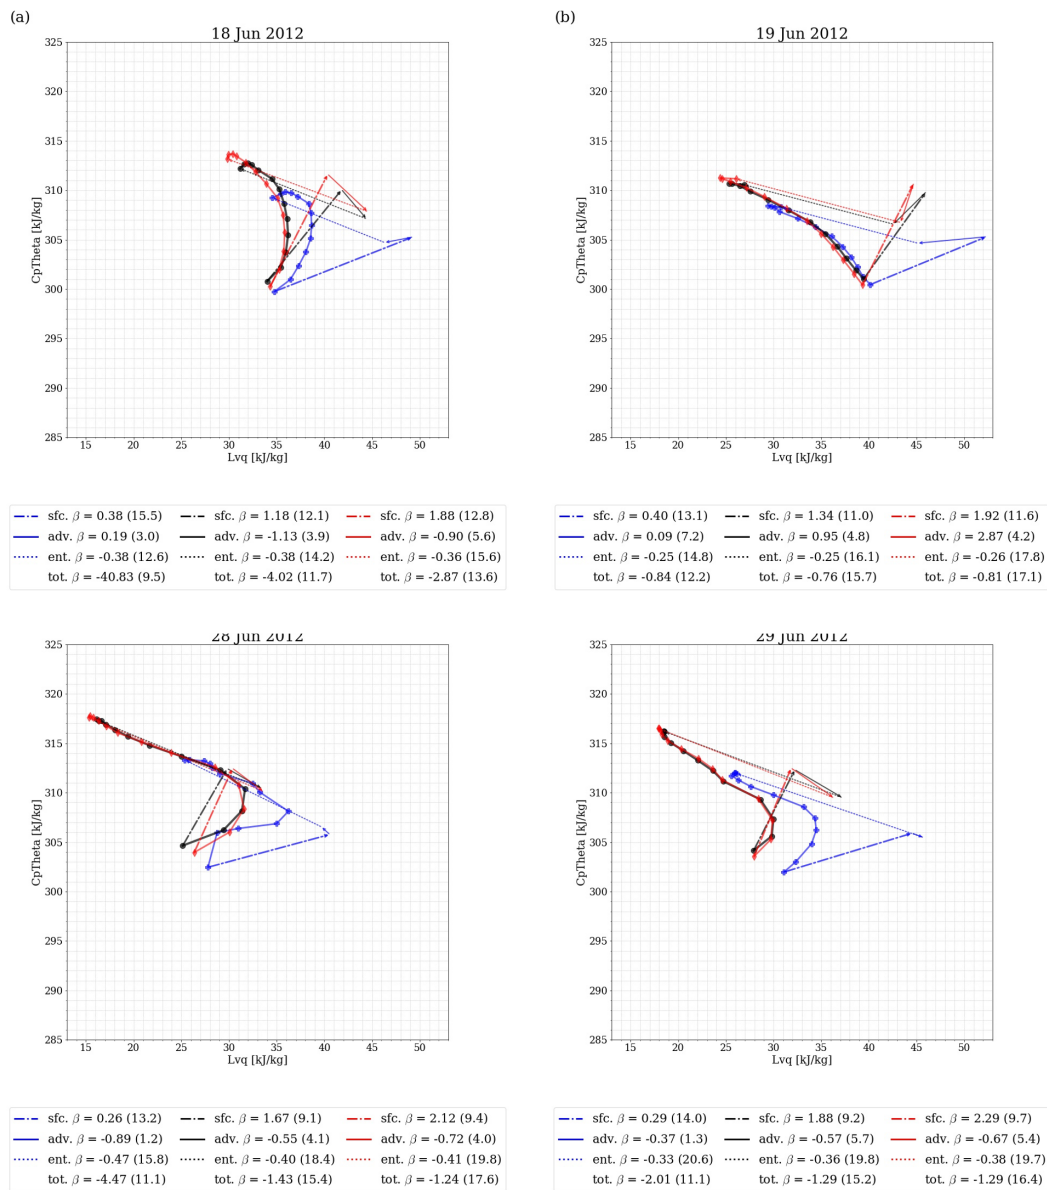 (a)
(b)
18 Jun 2012
19 Jun 2012
325
320
315
310
305
300
295
290
285
CpTheta [kJ/kg]
15 20 25 30 35 40 45 50
Lvq [kJ/kg]
325
320
315
310
305
300
295
290
285
CpTheta [kJ/kg]
15 20 25 30 35 40 45 50
Lvq [kJ/kg]
sfc. β = 0.38 (15.5) sfc. β = 1.18 (12.1) sfc. β = 1.88 (12.8)
adv. β = 0.19 (3.0) adv. β = -1.13 (3.9) adv. β = -0.90 (5.6)
ent. β = -0.38 (12.6) ent. β = -0.38 (14.2) ent. β = -0.36 (15.6)
tot. β = -40.83 (9.5) tot. β = -4.02 (11.7) tot. β = -2.87 (13.6)
sfc. β = 0.40 (13.1) sfc. β = 1.34 (11.0) sfc. β = 1.92 (11.6)
adv. β = 0.09 (7.2) adv. β = 0.95 (4.8) adv. β = 2.87 (4.2)
ent. β = -0.25 (14.8) ent. β = -0.25 (16.1) ent. β = -0.26 (17.8)
tot. β = -0.84 (12.2) tot. β = -0.76 (15.7) tot. β = -0.81 (17.1)
28 Jun 2012
29 Jun 2012
325
320
315
310
305
300
295
290
285
CpTheta [kJ/kg]
15 20 25 30 35 40 45 50
Lvq [kJ/kg]
325
320
315
310
305
300
295
290
285
CpTheta [kJ/kg]
15 20 25 30 35 40 45 50
Lvq [kJ/kg]
sfc. β = 0.26 (13.2) sfc. β = 1.67 (9.1) sfc. β = 2.12 (9.4)
adv. β = -0.89 (1.2) adv. β = -0.55 (4.1) adv. β = -0.72 (4.0)
ent. β = -0.47 (15.8) ent. β = -0.40 (18.4) ent. β = -0.41 (19.8)
tot. β = -4.47 (11.1) tot. β = -1.43 (15.4) tot. β = -1.24 (17.6)
sfc. β = 0.29 (14.0) sfc. β = 1.88 (9.2) sfc. β = 2.29 (9.7)
adv. β = -0.37 (1.3) adv. β = -0.57 (5.7) adv. β = -0.67 (5.4)
ent. β = -0.33 (20.6) ent. β = -0.36 (19.8) ent. β = -0.38 (19.7)
tot. β = -2.01 (11.1) tot. β = -1.29 (15.2) tot. β = -1.29 (16.4)